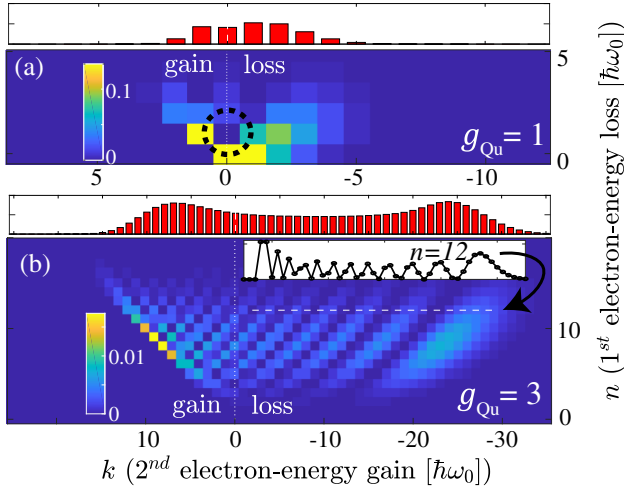 (a) gain loss 5
0.1
0
g_Qu = 1
0
5 0 -5 -10
(b) n=12
0.01
0
10
gain loss
g_Qu = 3
0
10 0 -10 -20 -30
k (2nd electron-energy gain [ħω0])
n (1st electron-energy loss [ħω0])